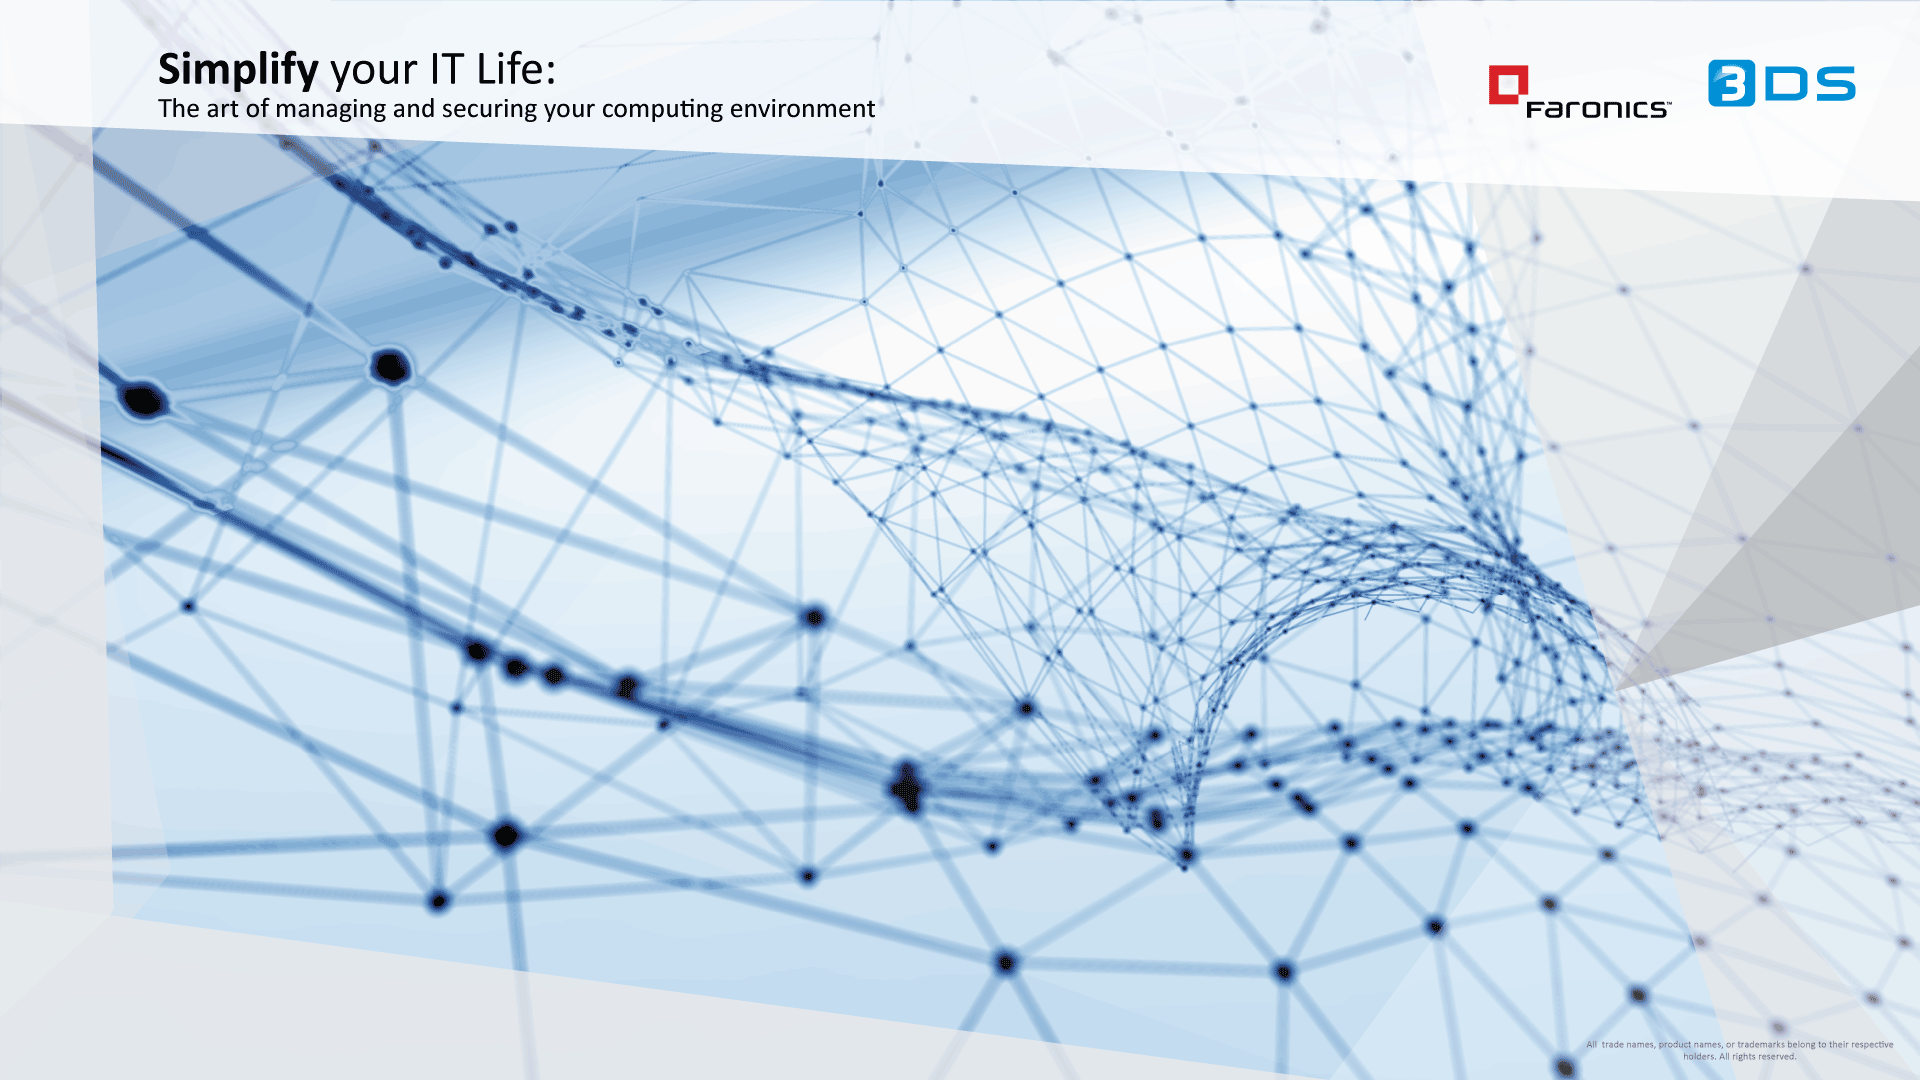 Simplify your IT Life:
The art of managing and securing your computing environment
FARONICS™
3DS
All trade names, product names, or trademarks belong to their respective
holders. All rights reserved.